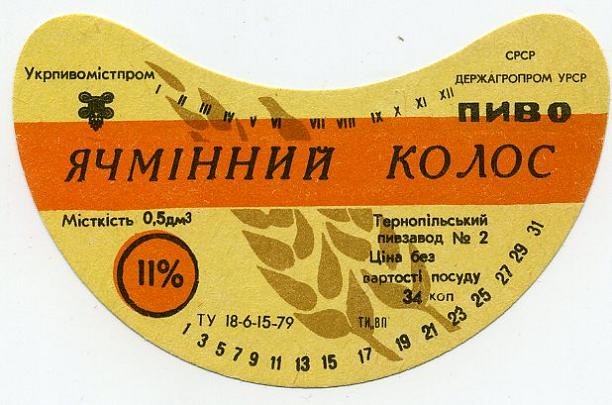 Укрпивомістпром
СРСР
ДЕРЖАГРОПРОМ УРСР
I II III IV V VI VII VIII IX X XI XII
ПИВО
ЯЧМІННИЙ КОЛОС
Місткість 0,5дм³
11%
Тернопільський
пивзавод № 2
Ціна без
вартості посуду
34 коп
ТУ 18-6-15-79
ТИ„ВП"
1 3 5 7 9 11 13 15 17 19 21 23 25 27 29 31